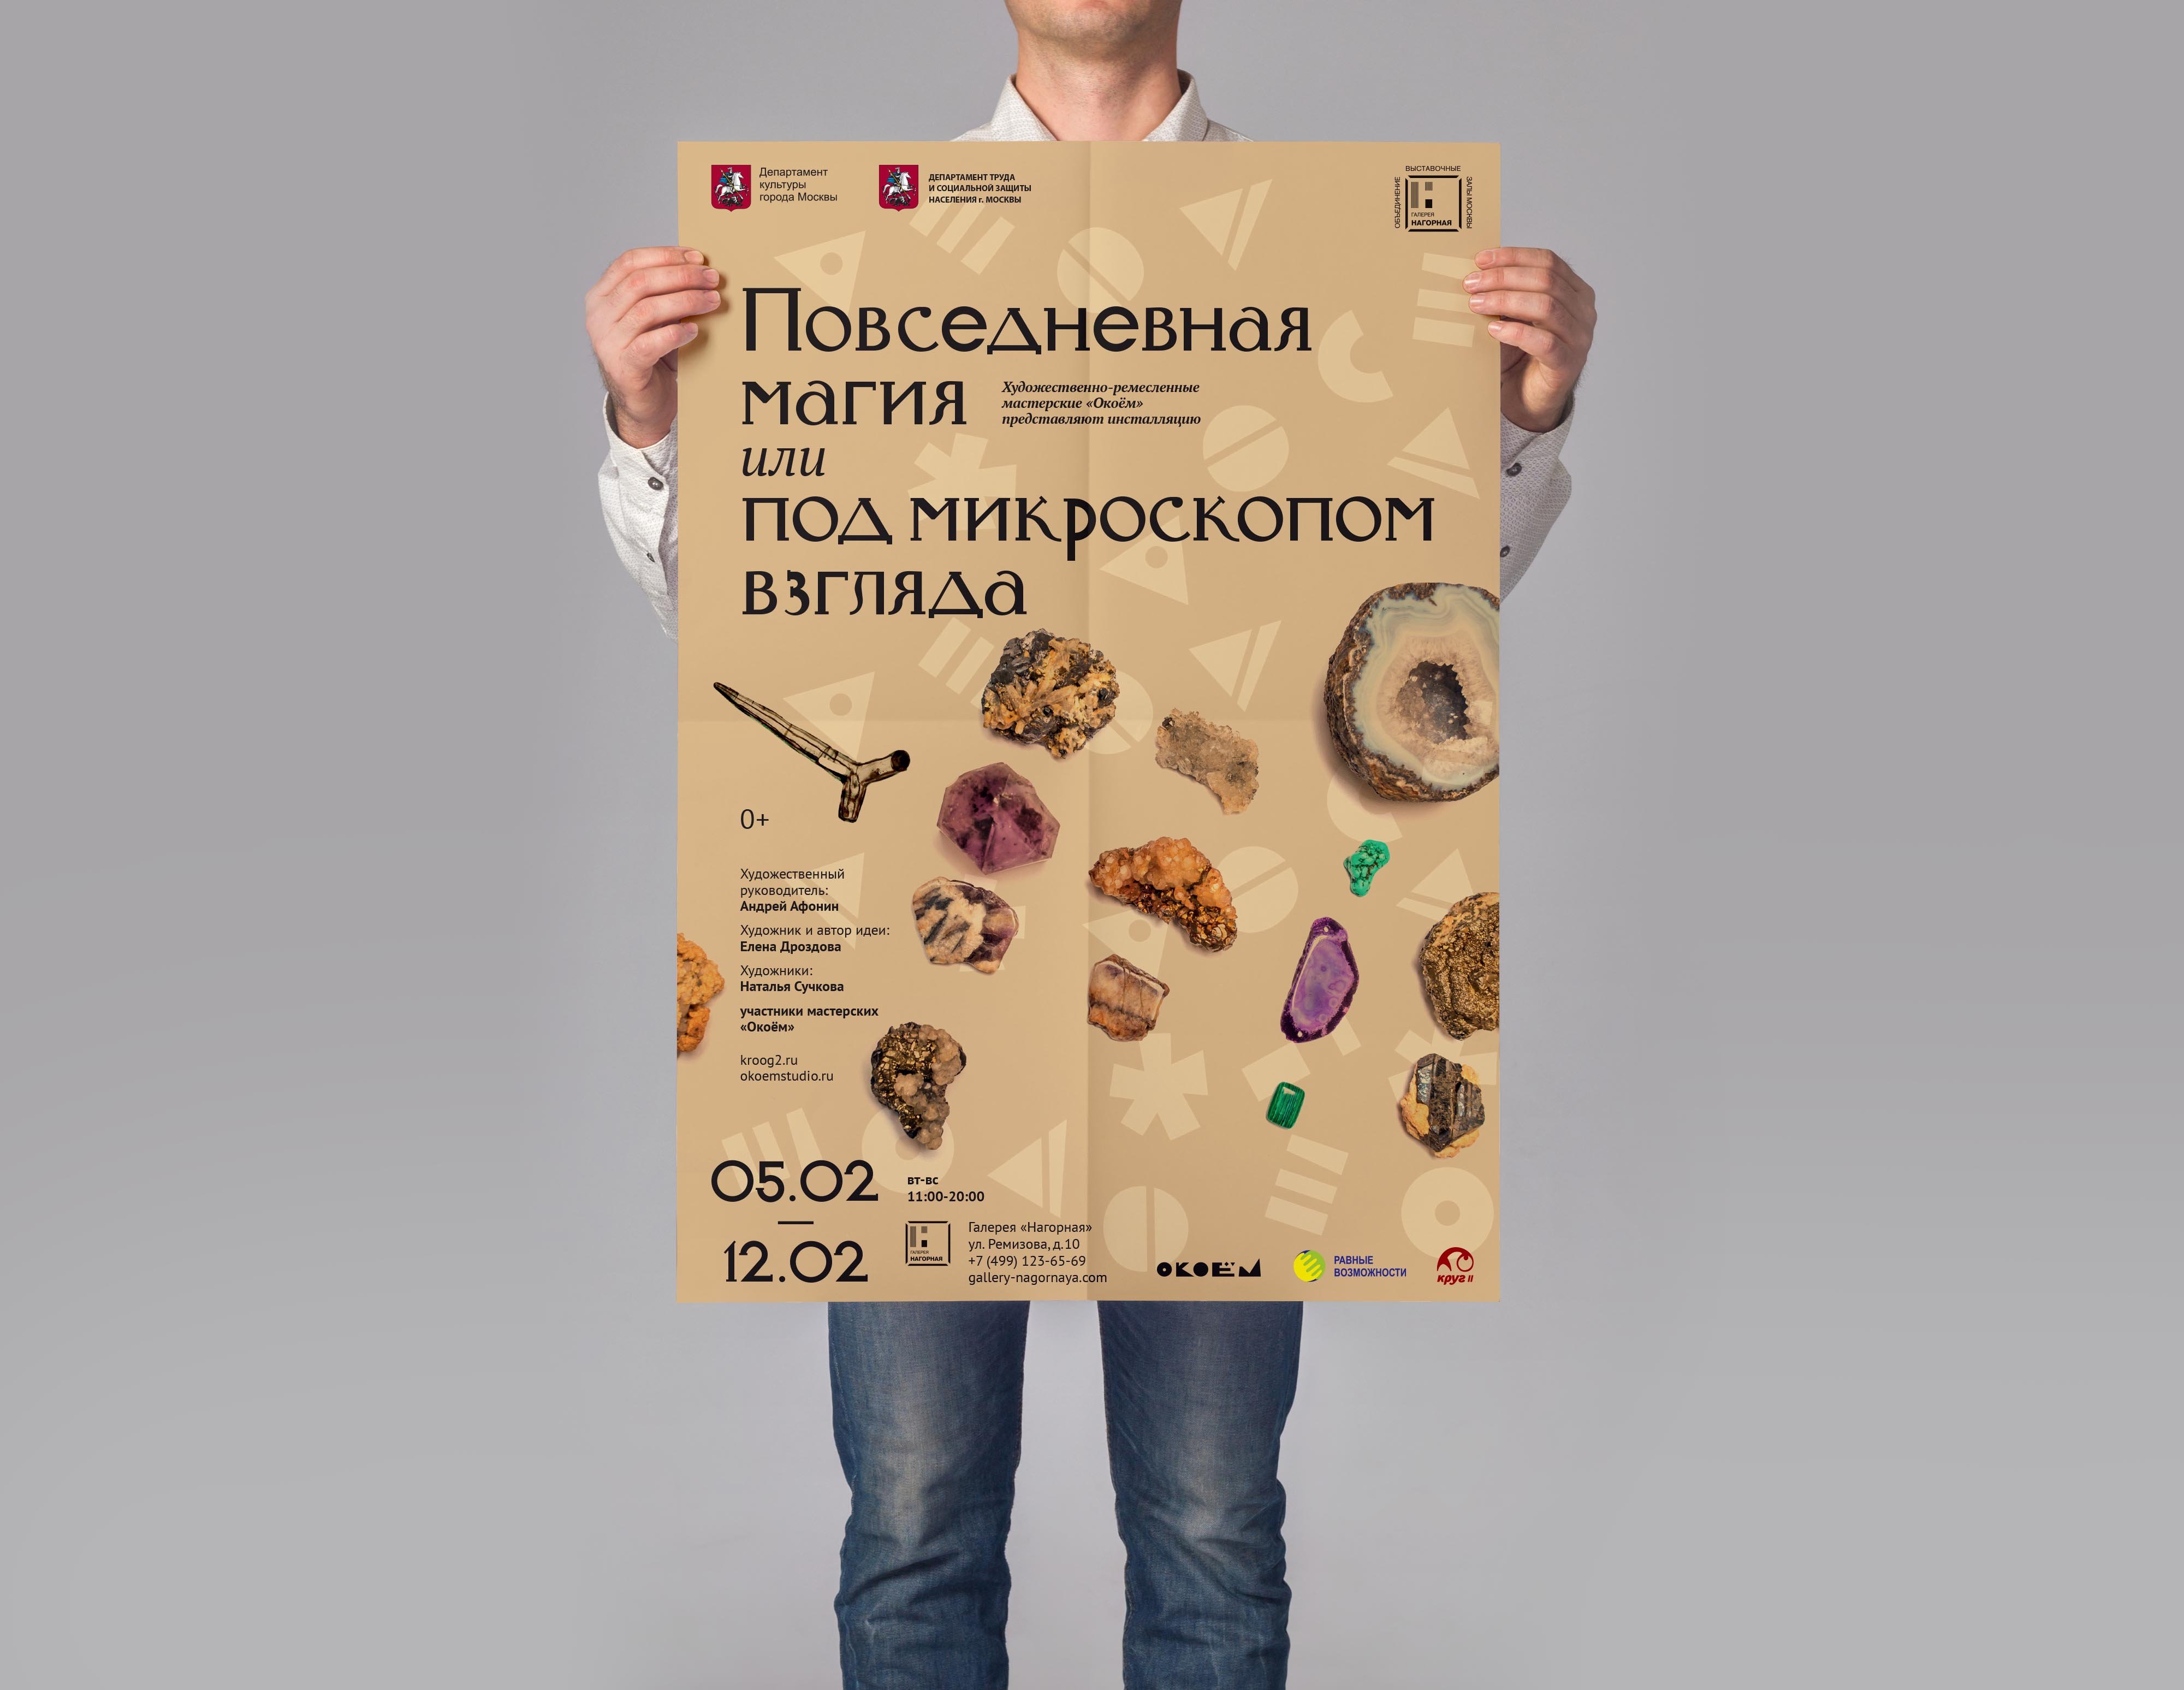 Департамент
культуры
города Москвы
ДЕПАРТАМЕНТ ТРУДА
И СОЦИАЛЬНОЙ ЗАЩИТЫ
НАСЕЛЕНИЯ г. МОСКВЫ
ОБЪЕДИНЕНИЕ
ВЫСТАВОЧНЫЕ
ЗАЛЫ МОСКВЫ
ГАЛЕРЕЯ
НАГОРНАЯ
Повседневная
магия
Художественно-ремесленные
мастерские «Окоём»
представляют инсталляцию
или
под микроскопом
взгляда
0+
Художественный
руководитель:
Андрей Афонин
Художник и автор идеи:
Елена Дроздова
Художники:
Наталья Сучкова
участники мастерских
«Окоём»
kroog2.ru
okoemstudio.ru
05.02
—
12.02
вт-вс
11:00-20:00
ГАЛЕРЕЯ
НАГОРНАЯ
Галерея «Нагорная»
ул. Ремизова, д.10
+7 (499) 123-65-69
gallery-nagornaya.com
ОКОЁМ
РАВНЫЕ
ВОЗМОЖНОСТИ
круг II